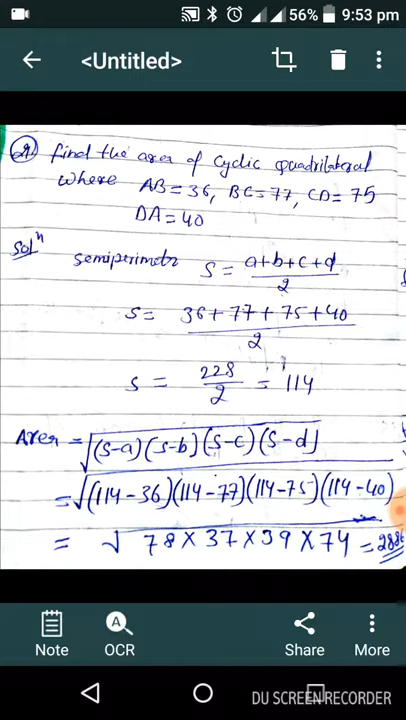 56% 9:53 pm
<Untitled>
Q. find the area of cyclic quadrilateral
where AB=36, BC=77, CD=75
DA=40
Solⁿ semiperimetr S = a+b+c+d
2
S= 36+77+75+40
2
S = 228 = 114
2
Area = √(S-a)(S-b)(S-c)(S-d)
= √(114-36)(114-77)(114-75)(114-40)
= √ 78×37×39×74 = 2886
Note OCR Share More
DU SCREEN RECORDER